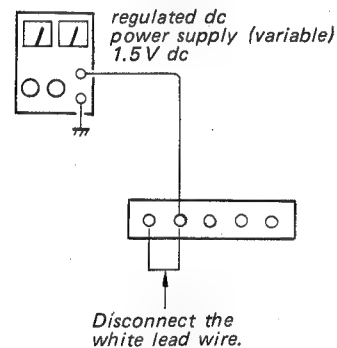 regulated dc
power supply (variable)
1.5 V dc
Disconnect the
white lead wire.